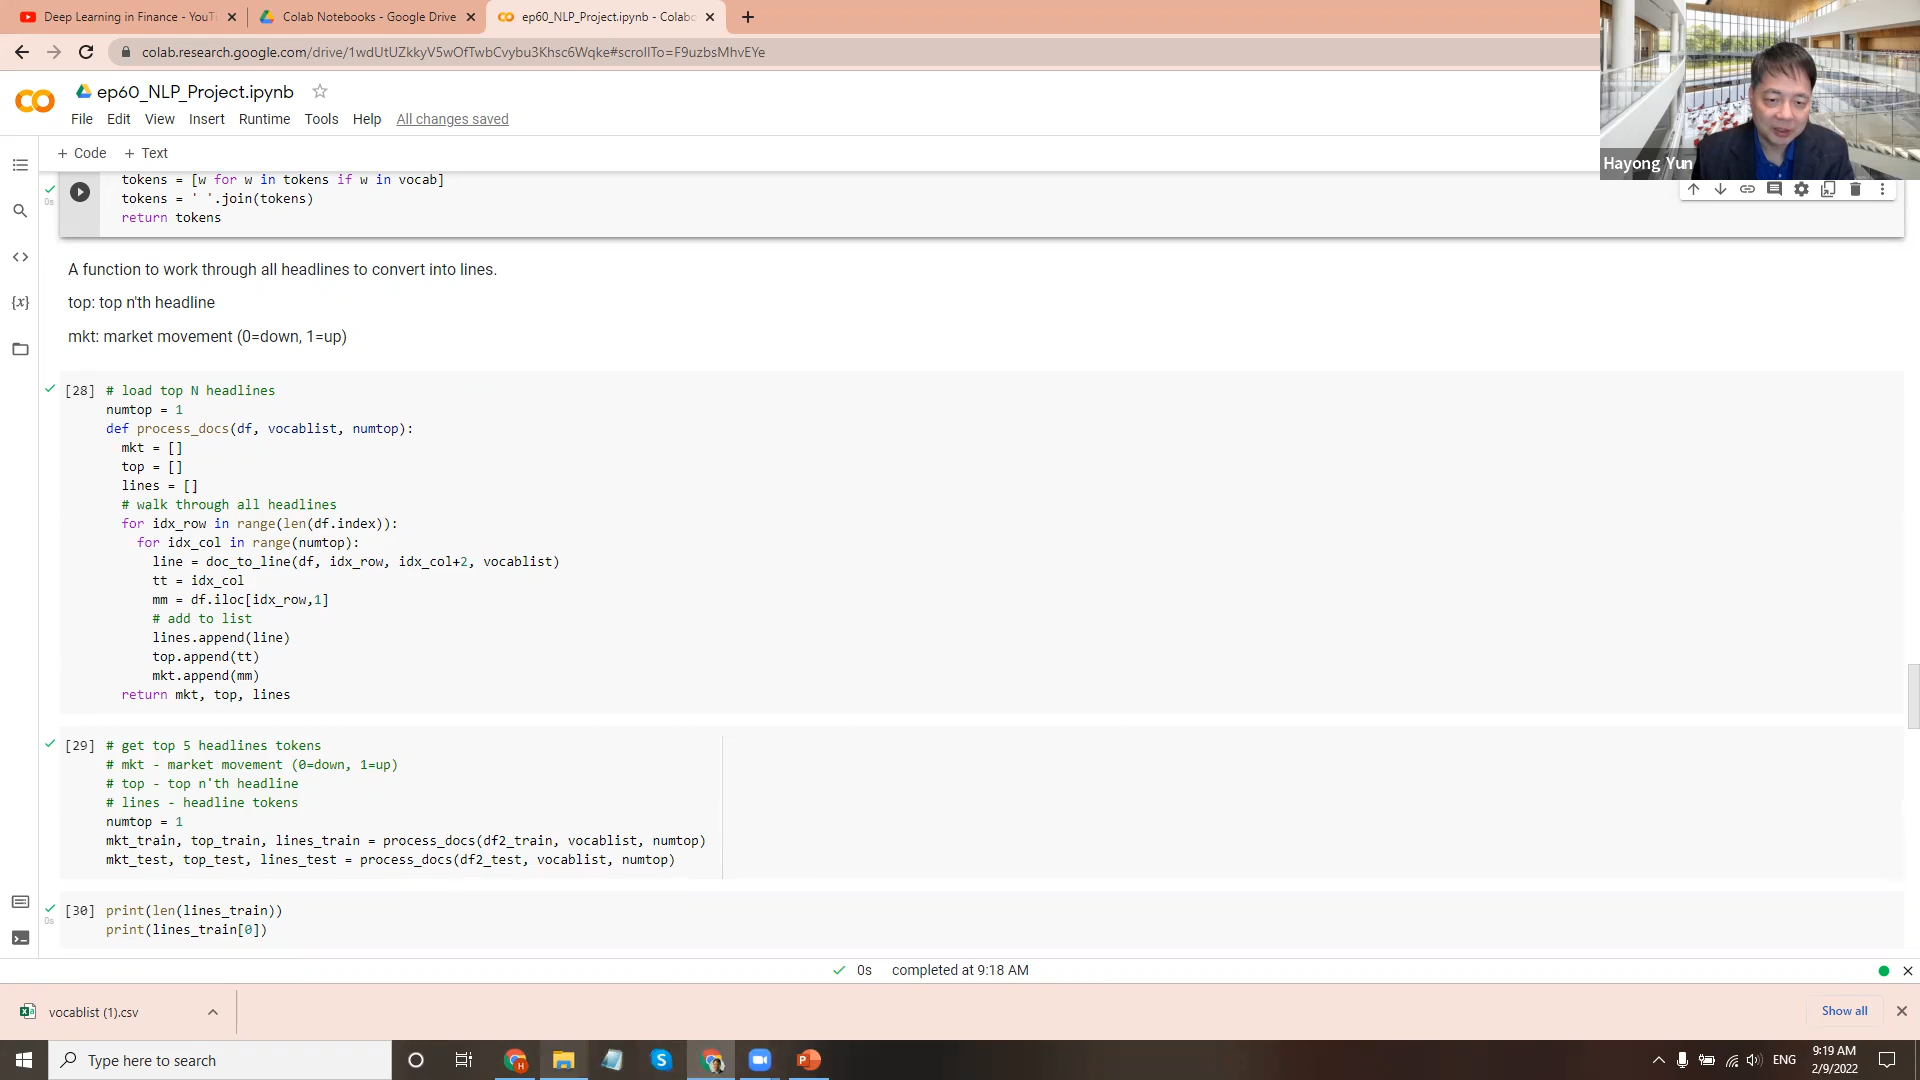 Deep Learning in Finance - YouTu
Colab Notebooks - Google Drive
ep60_NLP_Project.ipynb - Colabo
colab.research.google.com/drive/1wdUtUZkkyV5wOfTwbCvybu3Khsc6Wqke#scrollTo=F9uzbsMhvEYe
ep60_NLP_Project.ipynb
File Edit View Insert Runtime Tools Help All changes saved
+ Code + Text
Hayong Yun
tokens = [w for w in tokens if w in vocab]
0s
tokens = ' '.join(tokens)
return tokens
A function to work through all headlines to convert into lines.
top: top n'th headline
mkt: market movement (0=down, 1=up)
[28] # load top N headlines
numtop = 1
def process_docs(df, vocablist, numtop):
mkt = []
top = []
lines = []
# walk through all headlines
for idx_row in range(len(df.index)):
for idx_col in range(numtop):
line = doc_to_line(df, idx_row, idx_col+2, vocablist)
tt = idx_col
mm = df.iloc[idx_row,1]
# add to list
lines.append(line)
top.append(tt)
mkt.append(mm)
return mkt, top, lines
[29] # get top 5 headlines tokens
# mkt - market movement (0=down, 1=up)
# top - top n'th headline
# lines - headline tokens
numtop = 1
mkt_train, top_train, lines_train = process_docs(df2_train, vocablist, numtop)
mkt_test, top_test, lines_test = process_docs(df2_test, vocablist, numtop)
[30] print(len(lines_train))
0s
print(lines_train[0])
0s completed at 9:18 AM
vocablist (1).csv
Show all
Type here to search
ENG
9:19 AM
2/9/2022